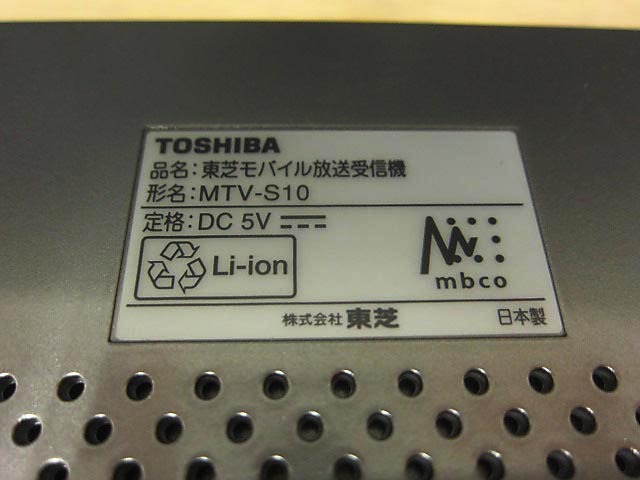 TOSHIBA
品名:東芝モバイル放送受信機
形名:MTV-S10
定格:DC 5V
Li-ion
mbco
株式会社 東芝
日本製